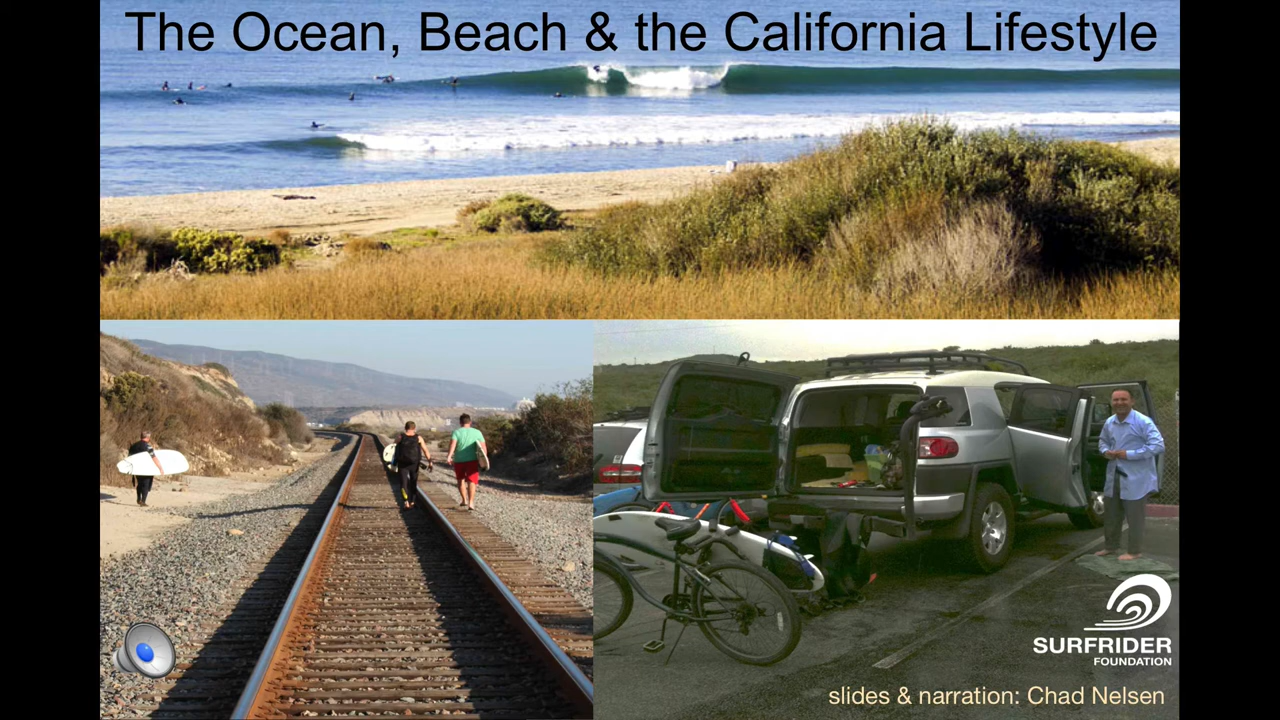 The Ocean, Beach & the California Lifestyle
SURFRIDER
FOUNDATION
slides & narration: Chad Nelsen